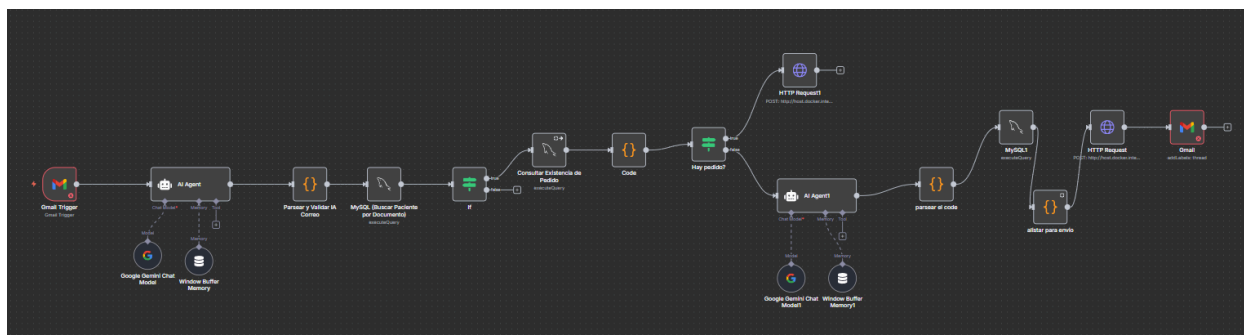 Gmail Trigger
Gmail Trigger
AI Agent
Chat Model*
Memory
Tool
Model
Memory
Google Gemini Chat
Model
Window Buffer
Memory
Parsear y Validar IA
Correo
MySQL (Buscar Paciente
por Documento)
executeQuery
If
true
false
Consultar Existencia de
Pedido
executeQuery
Code
Hay pedido?
true
false
HTTP Request1
POST: http://host.docker.inte...
AI Agent1
Chat Model*
Memory
Tool
Model
Memory
Google Gemini Chat
Model1
Window Buffer
Memory1
parsear el code
MySQL1
executeQuery
alistar para envío
HTTP Request
POST: http://host.docker.inte...
Gmail
addLabels: thread